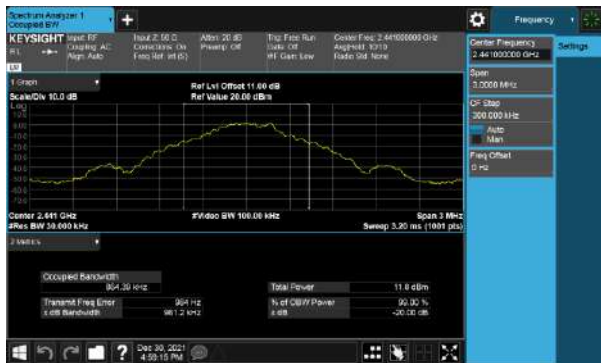 Spectrum Analyzer 1
Occupied BW
+
Frequency
KEYSIGHT
Input: RF
Coupling: AC
Align: Auto
Input Z: 50 Ω
Corrections: On
Freq Ref: Int (S)
Atten: 20 dB
Preamp: Off
Trig: Free Run
Gate: Off
#IF Gain: Low
Center Freq: 2.441000000 GHz
Avg|Hold: 10/10
Radio Std: None
Center Frequency
2.441000000 GHz
Settings
Span
3.0000 MHz
CF Step
300.000 kHz
Auto
Man
Freq Offset
0 Hz
1 Graph
Scale/Div 10.0 dB
Ref Lvl Offset 11.00 dB
Ref Value 20.00 dBm
Log
Center 2.441 GHz
#Res BW 30.000 kHz
#Video BW 100.00 kHz
Span 3 MHz
Sweep 3.20 ms (1001 pts)
2 Metrics
Occupied Bandwidth
Total Power 11.8 dBm
Transmit Freq Error 964 Hz
% of OBW Power 99.00 %
x dB Bandwidth
x dB -20.00 dB
?
Dec 30, 2021
4:58:15 PM